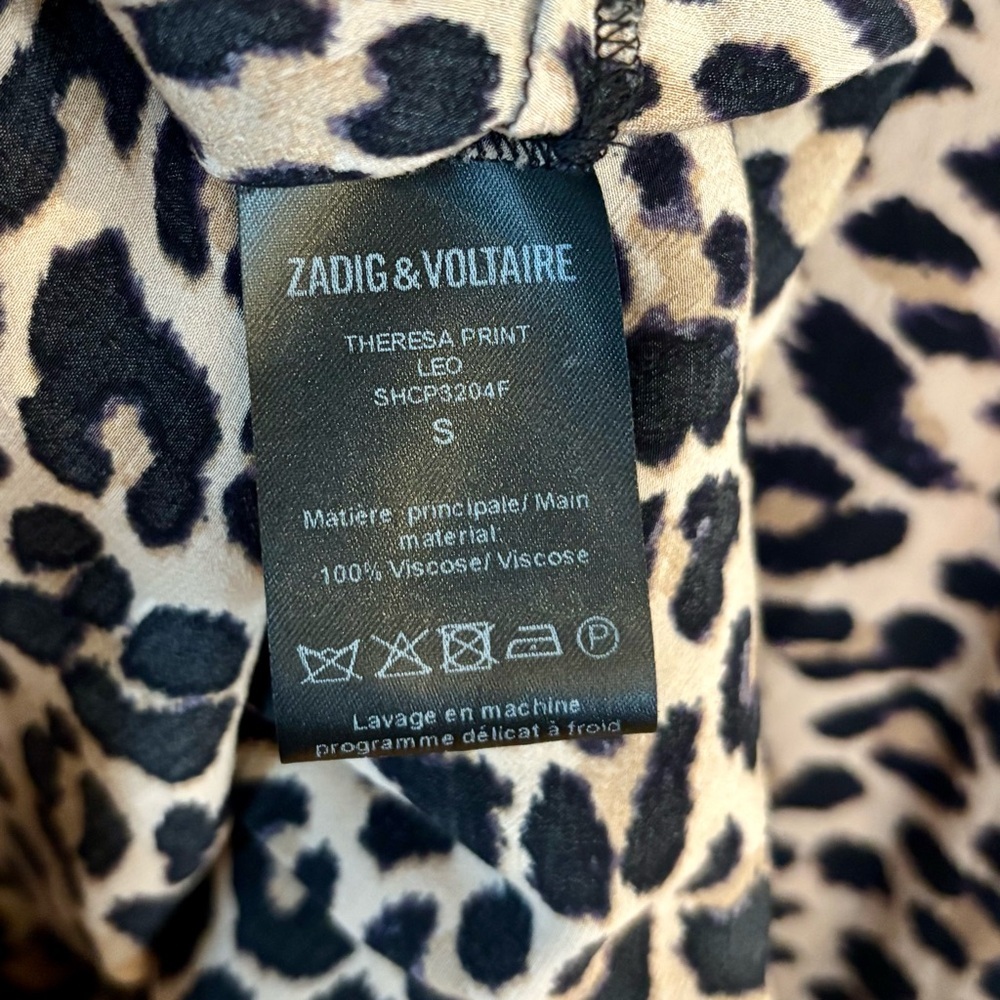 ZADIG & VOLTAIRE
THERESA PRINT
LEO
SHCP3204F
S
Matière principale/ Main
material:
100% Viscose/ Viscose
P
Lavage en machine
programme délicat à froid